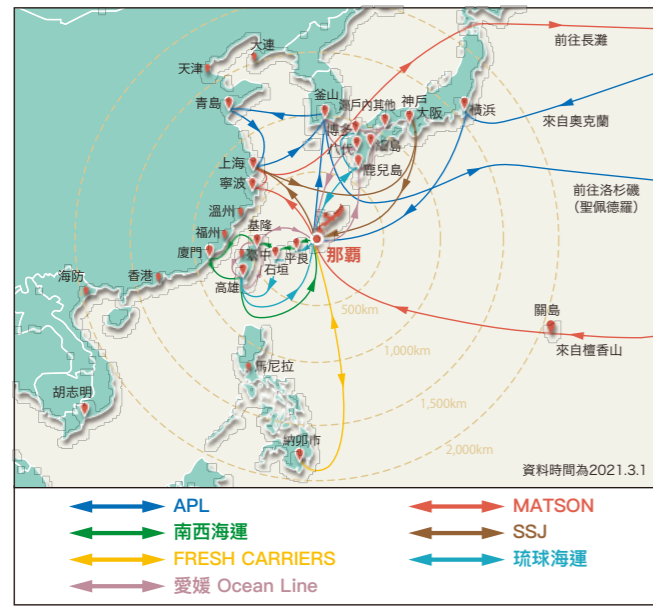 前往長灘
大連
天津
釜山
瀨戶內其他
神戶
青島
大阪
橫浜
博多
來自奧克蘭
八代
福島
上海
鹿兒島
寧波
前往洛杉磯
(聖佩德羅)
溫州
福州
基隆
那霸
廈門
臺中
平良
石垣
海防
香港
高雄
500km
關島
1,000km
來自檀香山
馬尼拉
胡志明
1,500km
納卯市
2,000km
資料時間為2021.3.1
APL
MATSON
南西海運
SSJ
FRESH CARRIERS
琉球海運
愛媛 Ocean Line